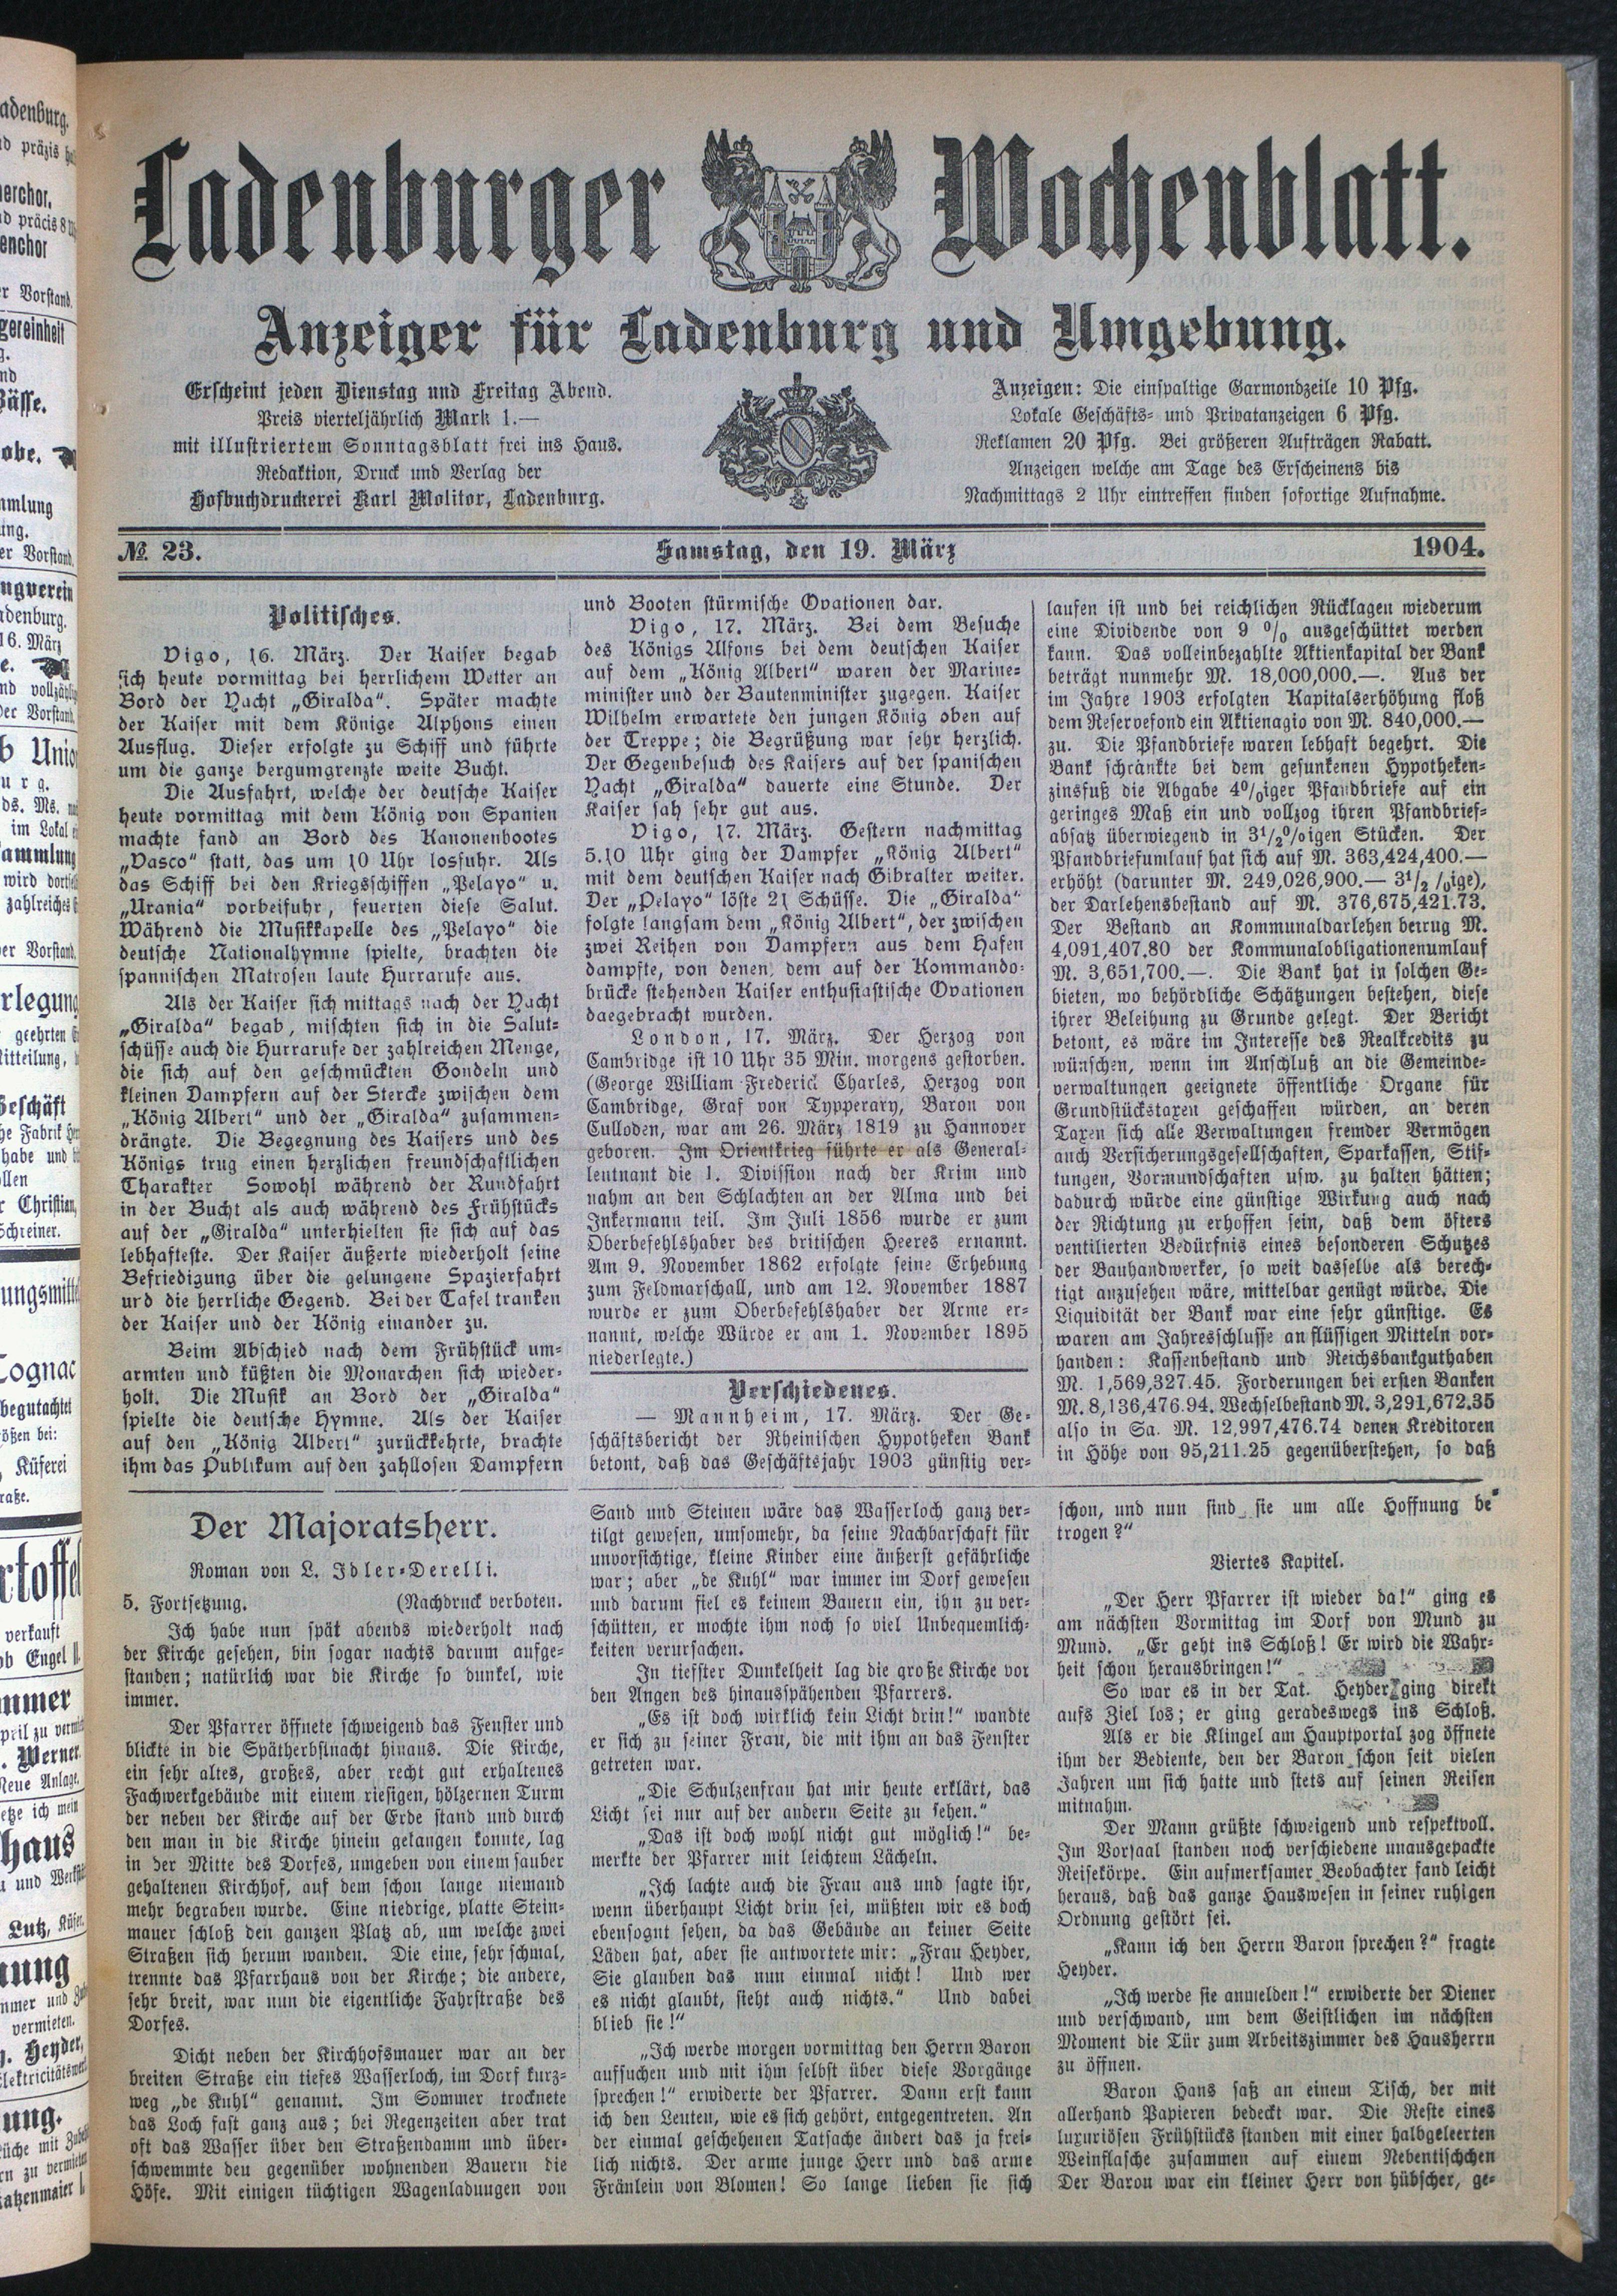 Ladenburger Wochenblatt.
Anzeiger für Ladenburg und Umgebung.
Erscheint jeden Dienstag und Freitag Abend.
Preis vierteljährlich Mark 1.—
mit illustriertem Sonntagsblatt frei ins Haus.
Redaktion, Druck und Verlag der
Hofbuchdruckerei Karl Molitor, Ladenburg.
Anzeigen: Die einspaltige Garmondzeile 10 Pfg.
Lokale Geschäfts- und Privatanzeigen 6 Pfg.
Reklamen 20 Pfg. Bei größeren Aufträgen Rabatt.
Anzeigen welche am Tage des Erscheinens bis
Nachmittags 2 Uhr eintreffen finden sofortige Aufnahme.
№ 23. Samstag, den 19. März 1904.
Politisches.
Vigo, 16. März. Der Kaiser begab
sich heute vormittag bei herrlichem Wetter an
Bord der Yacht „Giralda“. Später machte
der Kaiser mit dem Könige Alphons einen
Ausflug. Dieser erfolgte zu Schiff und führte
um die ganze bergumgrenzte weite Bucht.
Die Ausfahrt, welche der deutsche Kaiser
heute vormittag mit dem König von Spanien
machte fand an Bord des Kanonenbootes
„Vasco“ statt, das um 10 Uhr losfuhr. Als
das Schiff bei den Kriegsschiffen „Pelayo“ u.
„Urania“ vorbeifuhr, feuerten diese Salut.
Während die Musikkapelle des „Pelayo“ die
deutsche Nationalhymne spielte, brachten die
spannischen Matrosen laute Hurrarufe aus.
Als der Kaiser sich mittags nach der Yacht
„Giralda“ begab, mischten sich in die Salut-
schüsse auch die Hurrarufe der zahlreichen Menge,
die sich auf den geschmückten Gondeln und
kleinen Dampfern auf der Stercke zwischen dem
„König Albert“ und der „Giralda“ zusammen-
drängte. Die Begegnung des Kaisers und des
Königs trug einen herzlichen freundschaftlichen
Charakter Sowohl während der Rundfahrt
in der Bucht als auch während des Frühstücks
auf der „Giralda“ unterhielten sie sich auf das
lebhafteste. Der Kaiser äußerte wiederholt seine
Befriedigung über die gelungene Spazierfahrt
urd die herrliche Gegend. Bei der Tafel tranken
der Kaiser und der König einander zu.
Beim Abschied nach dem Frühstück um-
armten und küßten die Monarchen sich wieder-
holt. Die Musik an Bord der „Giralda“
spielte die deutsche Hymne. Als der Kaiser
auf den „König Albert“ zurückkehrte, brachte
ihm das Publikum auf den zahllosen Dampfern
und Booten stürmische Ovationen dar.
Vigo, 17. März. Bei dem Besuche
des Königs Alfons bei dem deutschen Kaiser
auf dem „König Albert“ waren der Marine-
minister und der Bautenminister zugegen. Kaiser
Wilhelm erwartete den jungen König oben auf
der Treppe; die Begrüßung war sehr herzlich.
Der Gegenbesuch des Kaisers auf der spanischen
Yacht „Giralda“ dauerte eine Stunde. Der
Kaiser sah sehr gut aus.
Vigo, 17. März. Gestern nachmittag
5.10 Uhr ging der Dampfer „König Albert“
mit dem deutschen Kaiser nach Gibralter weiter.
Der „Pelayo“ löste 21 Schüsse. Die „Giralda“
folgte langsam dem „König Albert“, der zwischen
zwei Reihen von Dampfern aus dem Hafen
dampfte, von denen, dem auf der Kommando-
brücke stehenden Kaiser enthusiastische Ovationen
daegebracht wurden.
London, 17. März. Der Herzog von
Cambridge ist 10 Uhr 35 Min. morgens gestorben.
(George William Frederick Charles, Herzog von
Cambridge, Graf von Typperary, Baron von
Culloden, war am 26. März 1819 zu Hannover
geboren. Im Orientkrieg führte er als General-
leutnant die 1. Divission nach der Krim und
nahm an den Schlachten an der Alma und bei
Inkermann teil. Im Juli 1856 wurde er zum
Oberbefehlshaber des britischen Heeres ernannt.
Am 9. November 1862 erfolgte seine Erhebung
zum Feldmarschall, und am 12. November 1887
wurde er zum Oberbefehlshaber der Arme er-
nannt, welche Würde er am 1. November 1895
niederlegte.)
Verschiedenes.
— Mannheim, 17. März. Der Ge-
schäftsbericht der Rheinischen Hypotheken Bank
betont, daß das Geschäftsjahr 1903 günstig ver-
laufen ist und bei reichlichen Rücklagen wiederum
eine Dividende von 9 % ausgeschüttet werden
kann. Das volleinbezahlte Aktienkapital der Bank
beträgt nunmehr M. 18,000,000.—. Aus der
im Jahre 1903 erfolgten Kapitalserhöhung floß
dem Reservefond ein Aktienagio von M. 840,000.—
zu. Die Pfandbriefe waren lebhaft begehrt. Die
Bank schränkte bei dem gesunkenen Hypotheken-
zinsfuß die Abgabe 4%iger Pfandbriefe auf ein
geringes Maß ein und vollzog ihren Pfandbrief-
absatz überwiegend in 3½%igen Stücken. Der
Pfandbriefumlauf hat sich auf M. 363,424,400.—
erhöht (darunter M. 249,026,900.— 3½ /₀ige),
der Darlehensbestand auf M. 376,675,421.73.
Der Bestand an Kommunaldarlehen betrug M.
4,091,407.80 der Kommunalobligationenumlauf
M. 3,651,700.—. Die Bank hat in solchen Ge-
bieten, wo behördliche Schätzungen bestehen, diese
ihrer Beleihung zu Grunde gelegt. Der Bericht
betont, es wäre im Interesse des Realkredits zu
wünschen, wenn im Anschluß an die Gemeinde-
verwaltungen geeignete öffentliche Organe für
Grundstückstaxen geschaffen würden, an deren
Taxen sich alle Verwaltungen fremder Vermögen
auch Versicherungsgesellschaften, Sparkassen, Stif-
tungen, Vormundschaften usw. zu halten hätten;
dadurch würde eine günstige Wirkung auch nach
der Richtung zu erhoffen sein, daß dem öfters
ventilierten Bedürfnis eines besonderen Schutzes
der Bauhandwerker, so weit dasselbe als berech-
tigt anzusehen wäre, mittelbar genügt würde. Die
Liquidität der Bank war eine sehr günstige. Es
waren am Jahresschlusse an flüssigen Mitteln vor-
handen: Kassenbestand und Reichsbankguthaben
M. 1,569,327.45. Forderungen bei ersten Banken
M. 8,136,476.94. Wechselbestand M. 3,291,672.35
also in Sa. M. 12,997,476.74 denen Kreditoren
in Höhe von 95,211.25 gegenüberstehen, so daß
Der Majoratsherr.
Roman von L. Idler-Derelli.
5. Fortsetzung. (Nachdruck verboten.
Ich habe nun spät abends wiederholt nach
der Kirche gesehen, bin sogar nachts darum aufge-
standen; natürlich war die Kirche so dunkel, wie
immer.
Der Pfarrer öffnete schweigend das Fenster und
blickte in die Spätherbstnacht hinaus. Die Kirche,
ein sehr altes, großes, aber recht gut erhaltenes
Fachwerkgebäude mit einem riesigen, hölzernen Turm
der neben der Kirche auf der Erde stand und durch
den man in die Kirche hinein gelangen konnte, lag
in der Mitte des Dorfes, umgeben von einem sauber
gehaltenen Kirchhof, auf dem schon lange niemand
mehr begraben wurde. Eine niedrige, platte Stein-
mauer schloß den ganzen Platz ab, um welche zwei
Straßen sich herum wanden. Die eine, sehr schmal,
trennte das Pfarrhaus von der Kirche; die andere,
sehr breit, war nun die eigentliche Fahrstraße des
Dorfes.
Dicht neben der Kirchhofsmauer war an der
breiten Straße ein tiefes Wasserloch, im Dorf kurz-
weg „de Kuhl“ genannt. Im Sommer trocknete
das Loch fast ganz aus; bei Regenzeiten aber trat
oft das Wasser über den Straßendamm und über-
schwemmte deu gegenüber wohnenden Bauern die
Höfe. Mit einigen tüchtigen Wagenladungen von
Sand und Steinen wäre das Wasserloch ganz ver-
tilgt gewesen, umsomehr, da seine Nachbarschaft für
unvorsichtige, kleine Kinder eine äußerst gefährliche
war; aber „de Kuhl“ war immer im Dorf gewesen
und darum fiel es keinem Bauern ein, ihn zu ver-
schütten, er mochte ihm noch so viel Unbequemlich-
keiten verursachen.
In tiefster Dunkelheit lag die große Kirche vor
den Angen des hinausspähenden Pfarrers.
„Es ist doch wirklich kein Licht drin!“ wandte
er sich zu seiner Frau, die mit ihm an das Fenster
getreten war.
„Die Schulzenfrau hat mir heute erklärt, das
Licht sei nur auf der andern Seite zu sehen.“
„Das ist doch wohl nicht gut möglich!“ be-
merkte der Pfarrer mit leichtem Lächeln.
„Ich lachte auch die Frau aus und sagte ihr,
wenn überhaupt Licht drin sei, müßten wir es doch
ebensogut sehen, da das Gebäude an keiner Seite
Läden hat, aber sie antwortete mir: „Frau Heyder,
Sie glauben das nun einmal nicht! Und wer
es nicht glaubt, sieht auch nichts.“ Und dabei
blieb sie!“
„Ich werde morgen vormittag den Herrn Baron
aufsuchen und mit ihm selbst über diese Vorgänge
sprechen!“ erwiderte der Pfarrer. Dann erst kann
ich den Leuten, wie es sich gehört, entgegentreten. An
der einmal geschehenen Tatsache ändert das ja frei-
lich nichts. Der arme junge Herr und das arme
Fräulein von Blomen! So lange lieben sie sich
schon, und nun sind sie um alle Hoffnung be
trogen?“
Viertes Kapitel.
„Der Herr Pfarrer ist wieder da!“ ging es
am nächsten Vormittag im Dorf von Mund zu
Mund. „Er geht ins Schloß! Er wird die Wahr-
heit schon herausbringen!“
So war es in der Tat. Heyder ging direkt
aufs Ziel los; er ging geradeswegs ins Schloß.
Als er die Klingel am Hauptportal zog öffnete
ihm der Bediente, den der Baron schon seit vielen
Jahren um sich hatte und stets auf seinen Reisen
mitnahm.
Der Mann grüßte schweigend und respektvoll.
Im Vorsaal standen noch verschiedene unausgepackte
Reisekörpe. Ein aufmerksamer Beobachter fand leicht
heraus, daß das ganze Hauswesen in seiner ruhigen
Ordnung gestört sei.
„Kann ich den Herrn Baron sprechen?“ fragte
Heyder.
„Ich werde sie anmelden!“ erwiderte der Diener
und verschwand, um dem Geistlichen im nächsten
Moment die Tür zum Arbeitszimmer des Hausherrn
zu öffnen.
Baron Hans saß an einem Tisch, der mit
allerhand Papieren bedeckt war. Die Reste eines
luxuriösen Frühstücks standen mit einer halbgeleerten
Weinflasche zusammen auf einem Nebentischchen
Der Baron war ein kleiner Herr von hübscher, ge-